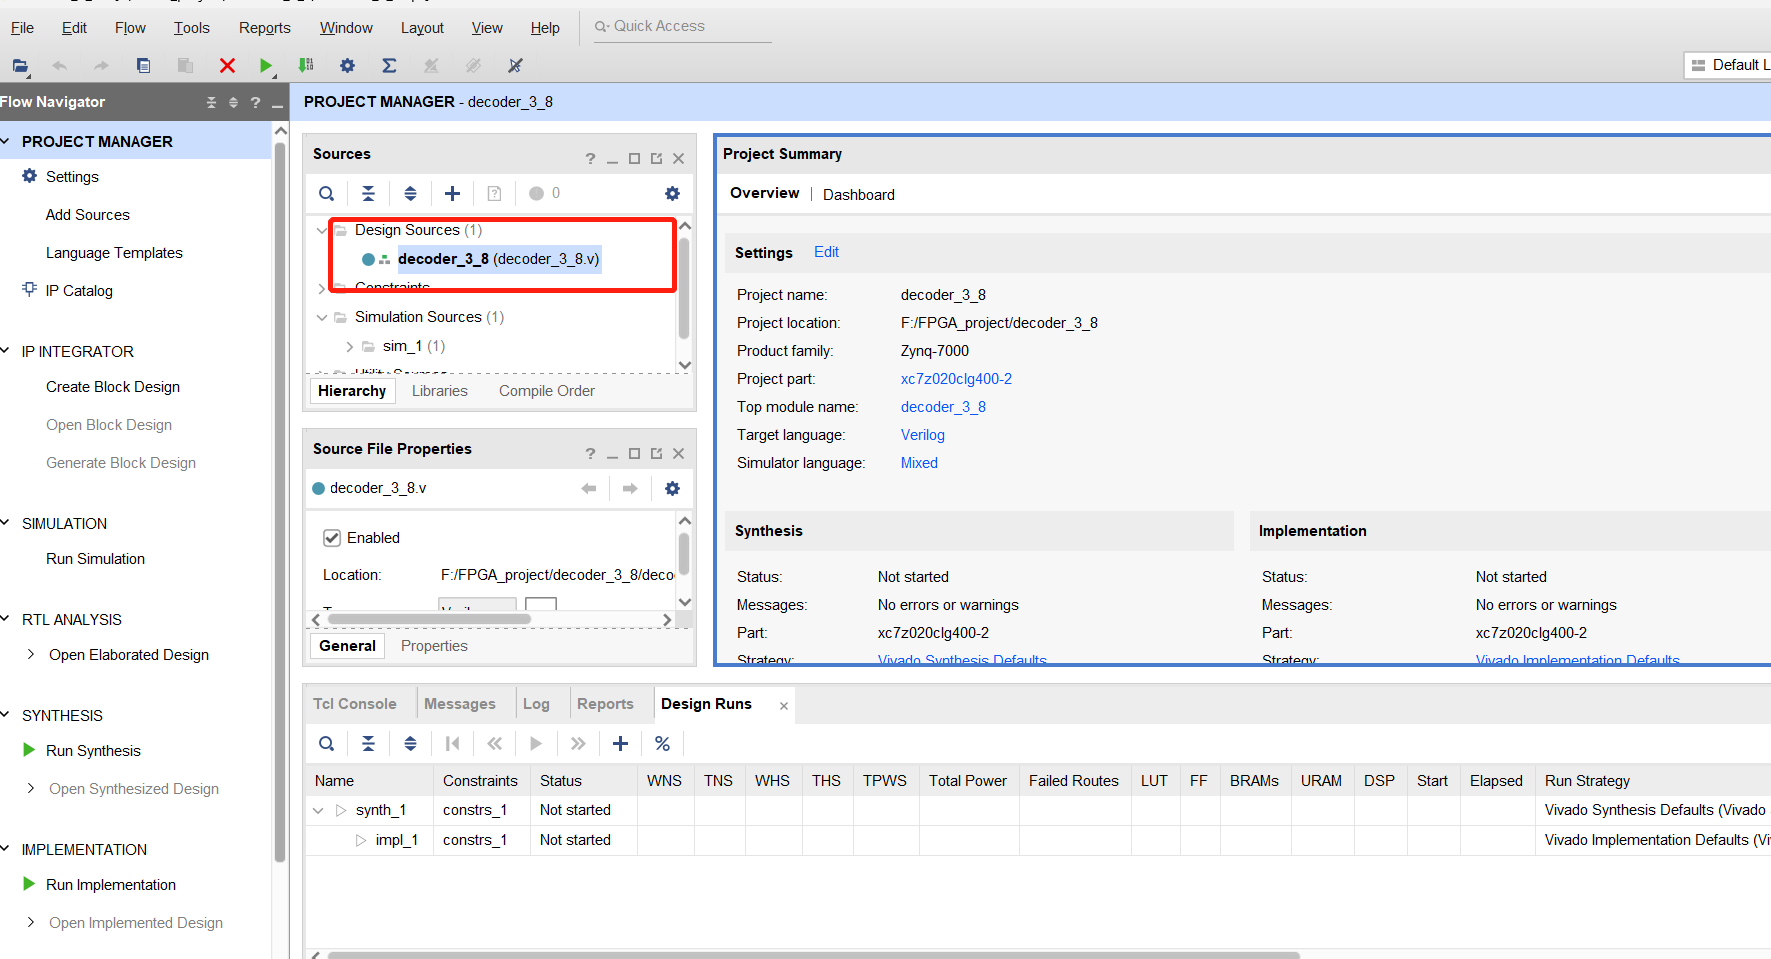 File Edit Flow Tools Reports Window Layout View Help Quick Access
Default L
Flow Navigator
PROJECT MANAGER
Settings
Add Sources
Language Templates
IP Catalog
IP INTEGRATOR
Create Block Design
Open Block Design
Generate Block Design
SIMULATION
Run Simulation
RTL ANALYSIS
Open Elaborated Design
SYNTHESIS
Run Synthesis
Open Synthesized Design
IMPLEMENTATION
Run Implementation
Open Implemented Design
PROJECT MANAGER - decoder_3_8
Sources
0
Design Sources (1)
decoder_3_8 (decoder_3_8.v)
Constraints
Simulation Sources (1)
sim_1 (1)
Hierarchy Libraries Compile Order
Source File Properties
decoder_3_8.v
Enabled
Location: F:/FPGA_project/decoder_3_8/deco
General Properties
Project Summary
Overview | Dashboard
Settings Edit
Project name: decoder_3_8
Project location: F:/FPGA_project/decoder_3_8
Product family: Zynq-7000
Project part: xc7z020clg400-2
Top module name: decoder_3_8
Target language: Verilog
Simulator language: Mixed
Synthesis
Status: Not started
Messages: No errors or warnings
Part: xc7z020clg400-2
Strategy: Vivado Synthesis Defaults
Implementation
Status: Not started
Messages: No errors or warnings
Part: xc7z020clg400-2
Strategy: Vivado Implementation Defaults
Tcl Console Messages Log Reports Design Runs
Name Constraints Status WNS TNS WHS THS TPWS Total Power Failed Routes LUT FF BRAMs URAM DSP Start Elapsed Run Strategy
synth_1 constrs_1 Not started Vivado Synthesis Defaults (Vivado
impl_1 constrs_1 Not started Vivado Implementation Defaults (Vi